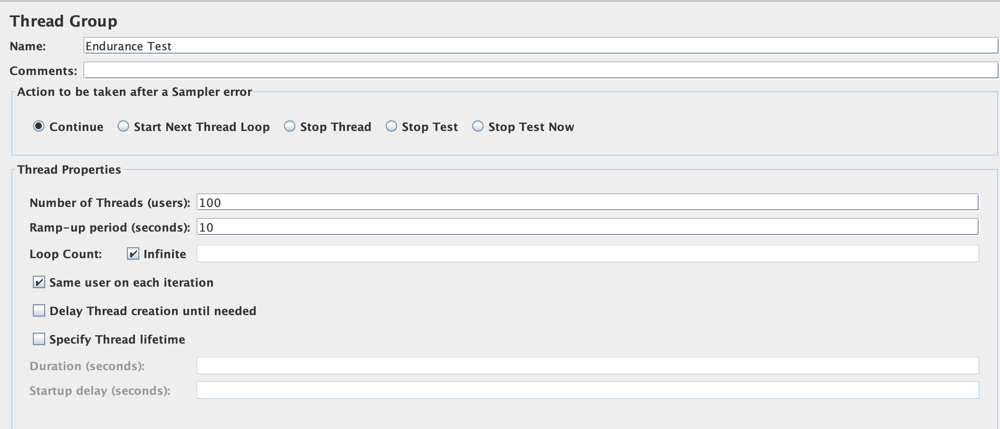 Thread Group
Name: Endurance Test
Comments:
Action to be taken after a Sampler error
Continue Start Next Thread Loop Stop Thread Stop Test Stop Test Now
Thread Properties
Number of Threads (users): 100
Ramp-up period (seconds): 10
Loop Count: Infinite
Same user on each iteration
Delay Thread creation until needed
Specify Thread lifetime
Duration (seconds):
Startup delay (seconds):